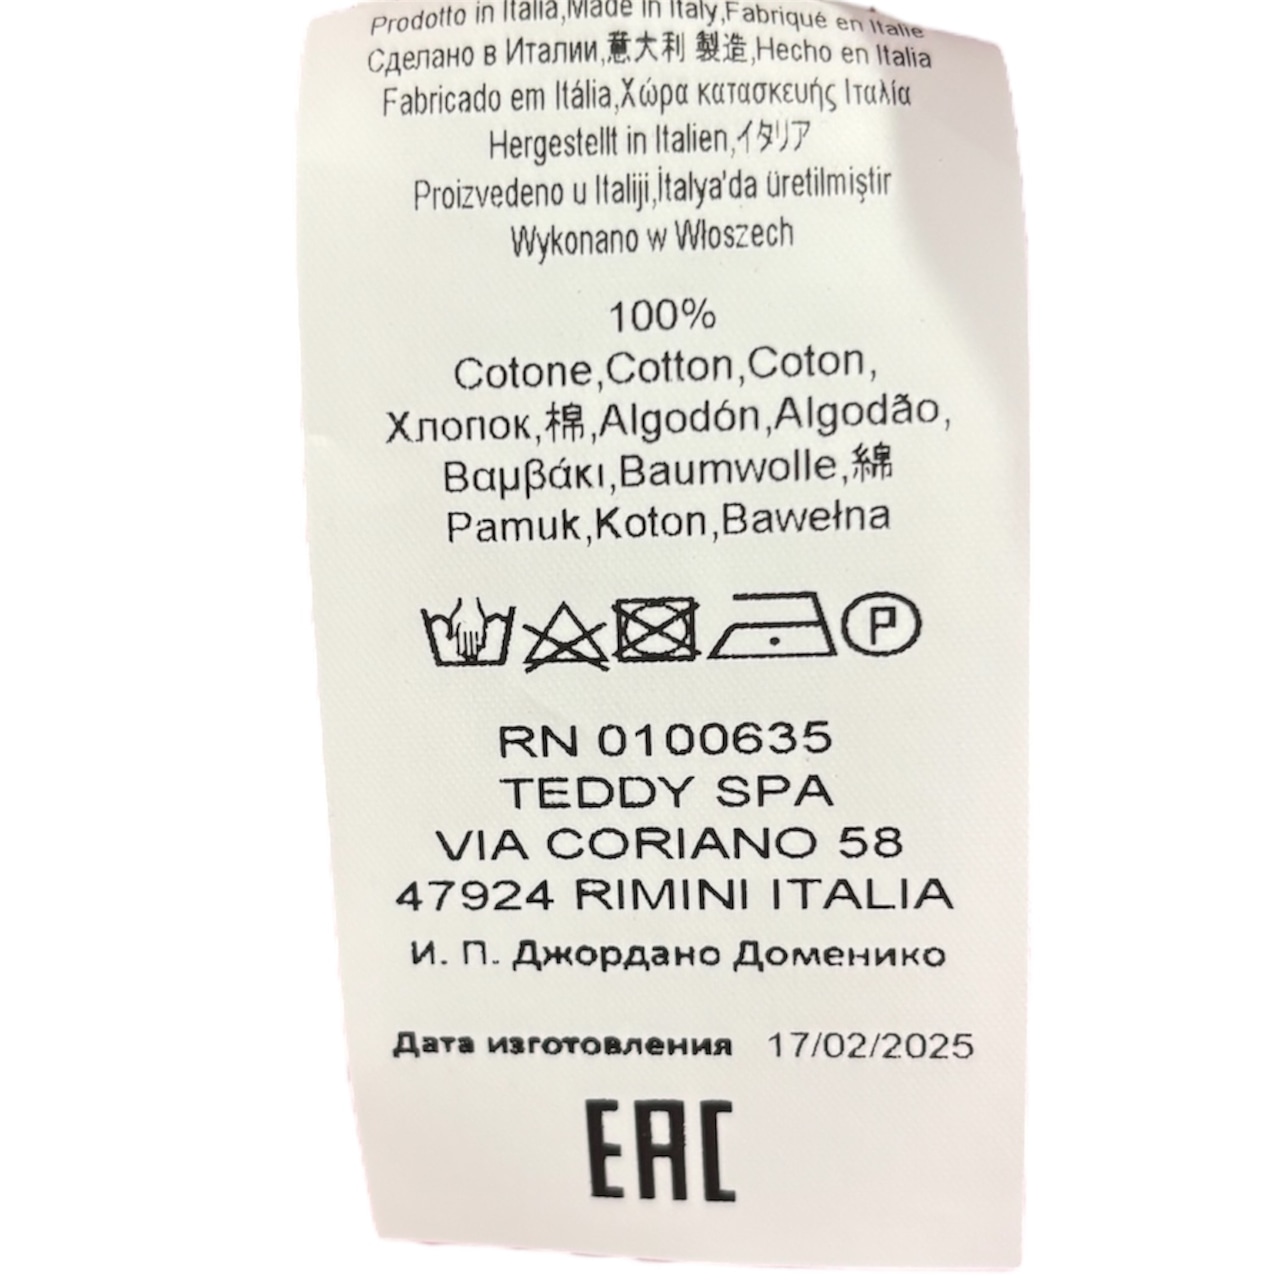 Prodotto in Italia,Made in Italy,Fabriqué en Italie
Сделано в Италии,意大利 製造,Hecho en Italia
Fabricado em Itália,Χώρα κατασκευής Ιταλία
Hergestellt in Italien,イタリア
Proizvedeno u Italiji,İtalya'da üretilmiştir
Wykonano w Włoszech
100%
Cotone,Cotton,Coton,
Хлопок,棉,Algodón,Algodão,
Βαμβάκι,Baumwolle,綿
Pamuk,Koton,Bawełna
P
RN 0100635
TEDDY SPA
VIA CORIANO 58
47924 RIMINI ITALIA
И. П. Джордано Доменико
Дата изготовления 17/02/2025
EAC